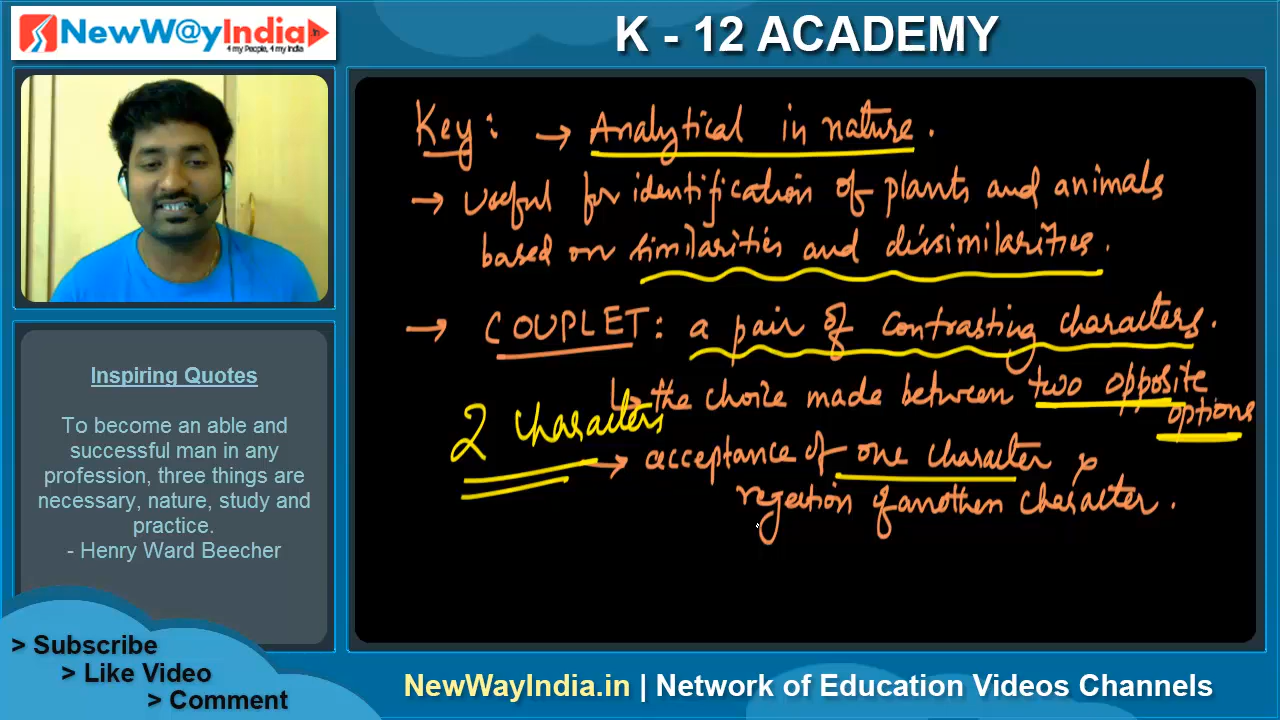 NewW@yIndia.in
4 my People, 4 my India
K - 12 ACADEMY
Key: → Analytical in nature.
→ useful for identification of plants and animals
based on similarities and dissimilarities.
→ COUPLET: a pair of contrasting characters.
↳ the choice made between two opposite
options
2 characters
→ acceptance of one character &
rejection of another character.
Inspiring Quotes
To become an able and
successful man in any
profession, three things are
necessary, nature, study and
practice.
- Henry Ward Beecher
> Subscribe
> Like Video
> Comment
NewWayIndia.in | Network of Education Videos Channels